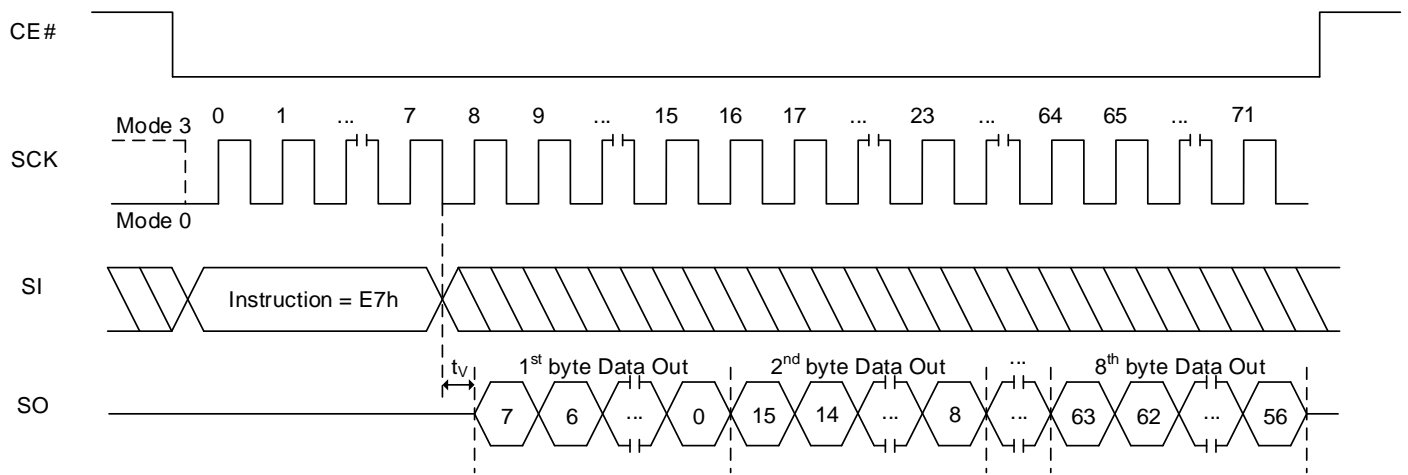 CE#
0 1 ... 7 8 9 ... 15 16 17 ... 23 ... 64 65 ... 71
Mode 3
SCK
Mode 0
SI
Instruction = E7h
tV 1st byte Data Out 2nd byte Data Out ... 8th byte Data Out
SO
7 6 ... 0 15 14 ... 8 ... 63 62 ... 56